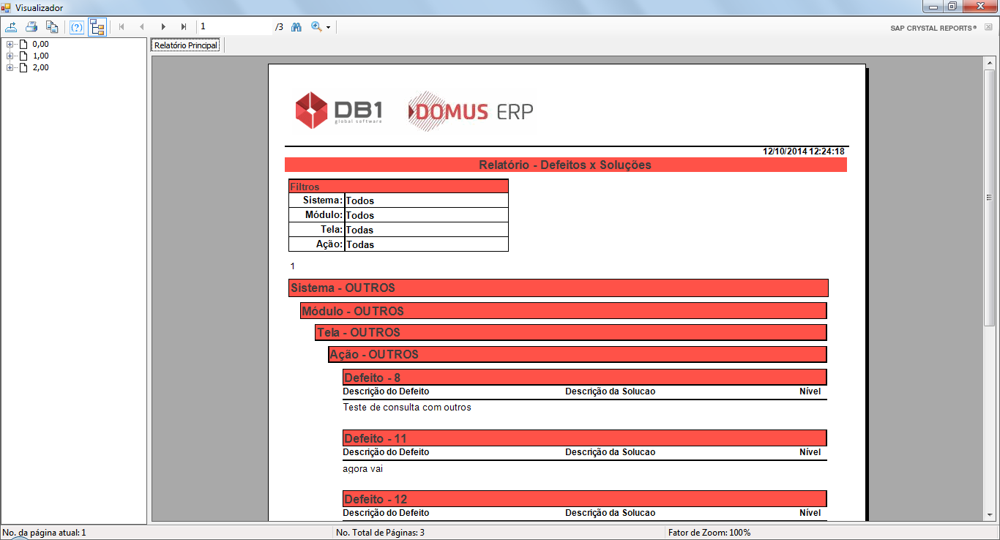 Visualizador
1 /3
SAP CRYSTAL REPORTS®
0,00
1,00
2,00
Relatório Principal
DB1
global software
DOMUS ERP
12/10/2014 12:24:18
Relatório - Defeitos x Soluções
Filtros
Sistema: Todos
Módulo: Todos
Tela: Todas
Ação: Todas
1
Sistema - OUTROS
Módulo - OUTROS
Tela - OUTROS
Ação - OUTROS
Defeito - 8
Descrição do Defeito Descrição da Solucao Nível
Teste de consulta com outros
Defeito - 11
Descrição do Defeito Descrição da Solucao Nível
agora vai
Defeito - 12
Descrição do Defeito Descrição da Solucao Nível
No. da página atual: 1 No. Total de Páginas: 3 Fator de Zoom: 100%